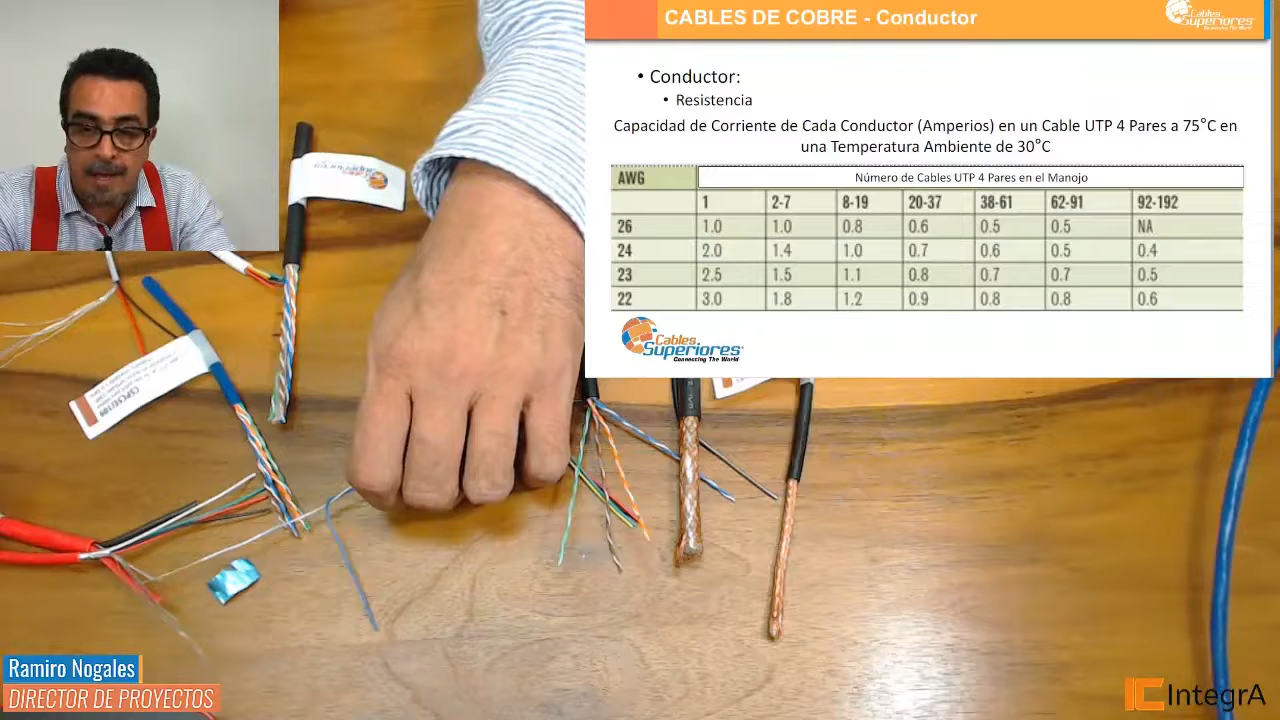 CABLES DE COBRE - Conductor
Cables
Superiores
Connecting The World
• Conductor:
• Resistencia
Capacidad de Corriente de Cada Conductor (Amperios) en un Cable UTP 4 Pares a 75°C en
una Temperatura Ambiente de 30°C
AWG Número de Cables UTP 4 Pares en el Manojo
1 2-7 8-19 20-37 38-61 62-91 92-192
26 1.0 1.0 0.8 0.6 0.5 0.5 NA
24 2.0 1.4 1.0 0.7 0.6 0.5 0.4
23 2.5 1.5 1.1 0.8 0.7 0.7 0.5
22 3.0 1.8 1.2 0.9 0.8 0.8 0.6
Cables
Superiores
Connecting The World
Ramiro Nogales
DIRECTOR DE PROYECTOS
IC IntegrA